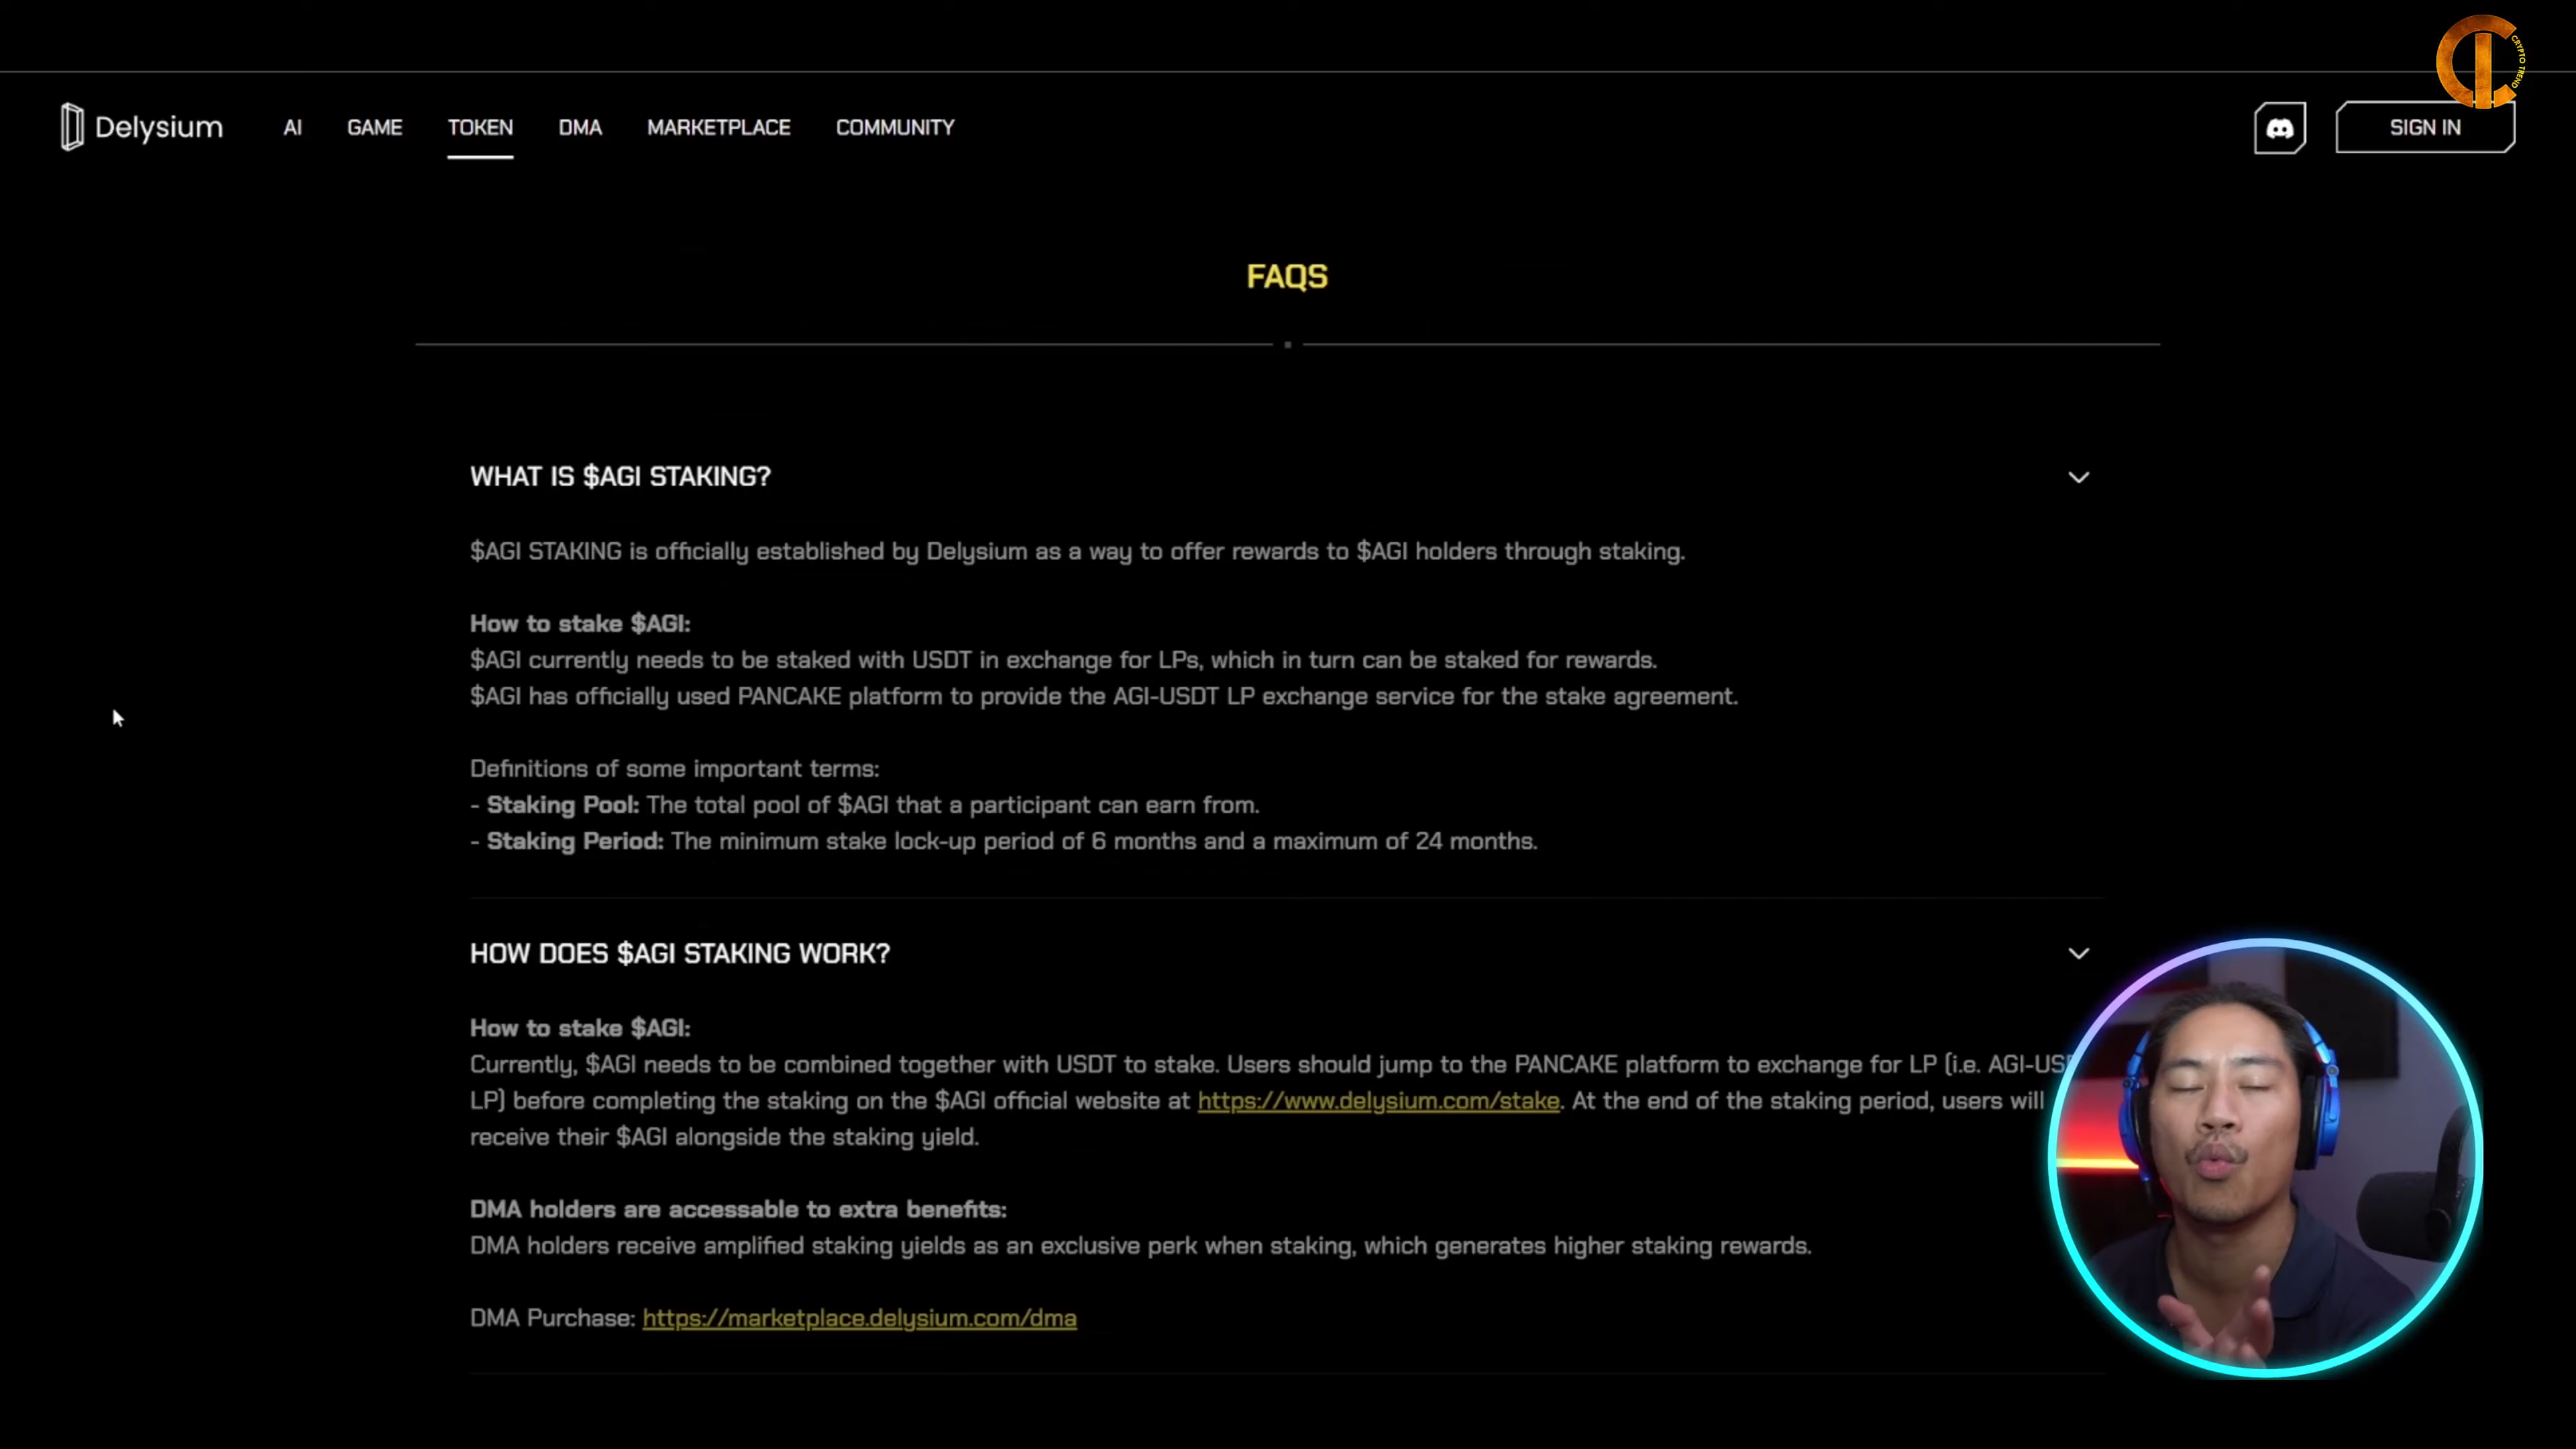 CRYPTO TREND
Delysium AI GAME TOKEN DMA MARKETPLACE COMMUNITY SIGN IN
FAQS
WHAT IS $AGI STAKING?
$AGI STAKING is officially established by Delysium as a way to offer rewards to $AGI holders through staking.
How to stake $AGI:
$AGI currently needs to be staked with USDT in exchange for LPs, which in turn can be staked for rewards.
$AGI has officially used PANCAKE platform to provide the AGI-USDT LP exchange service for the stake agreement.
Definitions of some important terms:
- Staking Pool: The total pool of $AGI that a participant can earn from.
- Staking Period: The minimum stake lock-up period of 6 months and a maximum of 24 months.
HOW DOES $AGI STAKING WORK?
How to stake $AGI:
Currently, $AGI needs to be combined together with USDT to stake. Users should jump to the PANCAKE platform to exchange for LP (i.e. AGI-US
LP) before completing the staking on the $AGI official website at https://www.delysium.com/stake. At the end of the staking period, users will
receive their $AGI alongside the staking yield.
DMA holders are accessable to extra benefits:
DMA holders receive amplified staking yields as an exclusive perk when staking, which generates higher staking rewards.
DMA Purchase: https://marketplace.delysium.com/dma